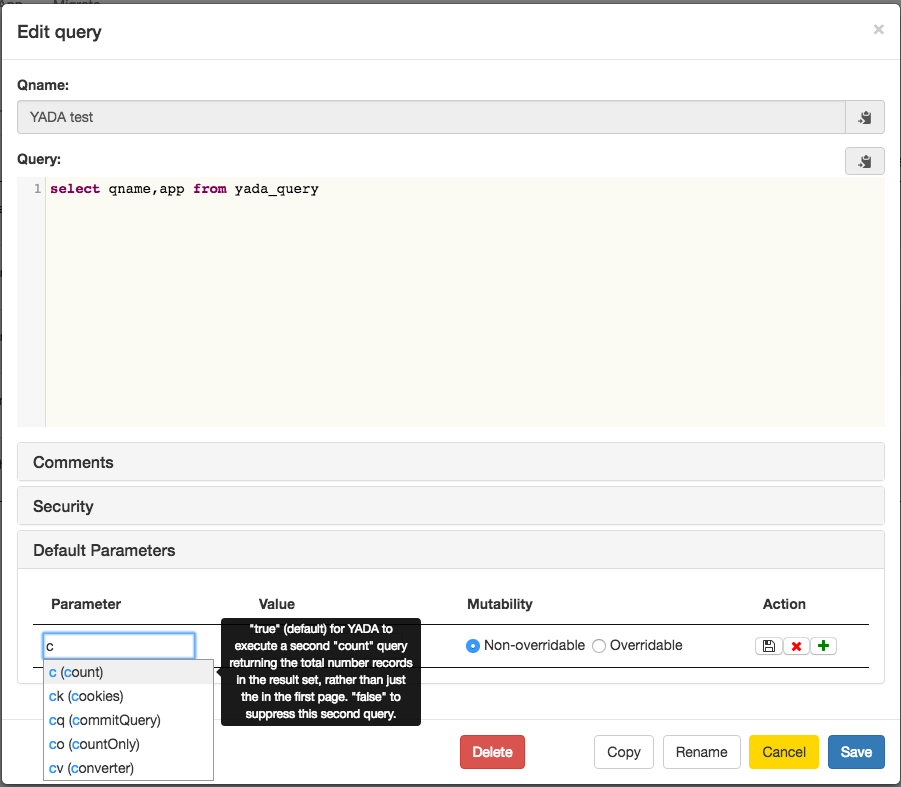 Edit query
×
Qname:
YADA test
Query:
1 select qname,app from yada_query
Comments
Security
Default Parameters
Parameter Value Mutability Action
c
Non-overridable Overridable
c (count)
ck (cookies)
cq (commitQuery)
co (countOnly)
cv (converter)
"true" (default) for YADA to
execute a second "count" query
returning the total number records
in the result set, rather than just
the in the first page. "false" to
suppress this second query.
Delete Copy Rename Cancel Save